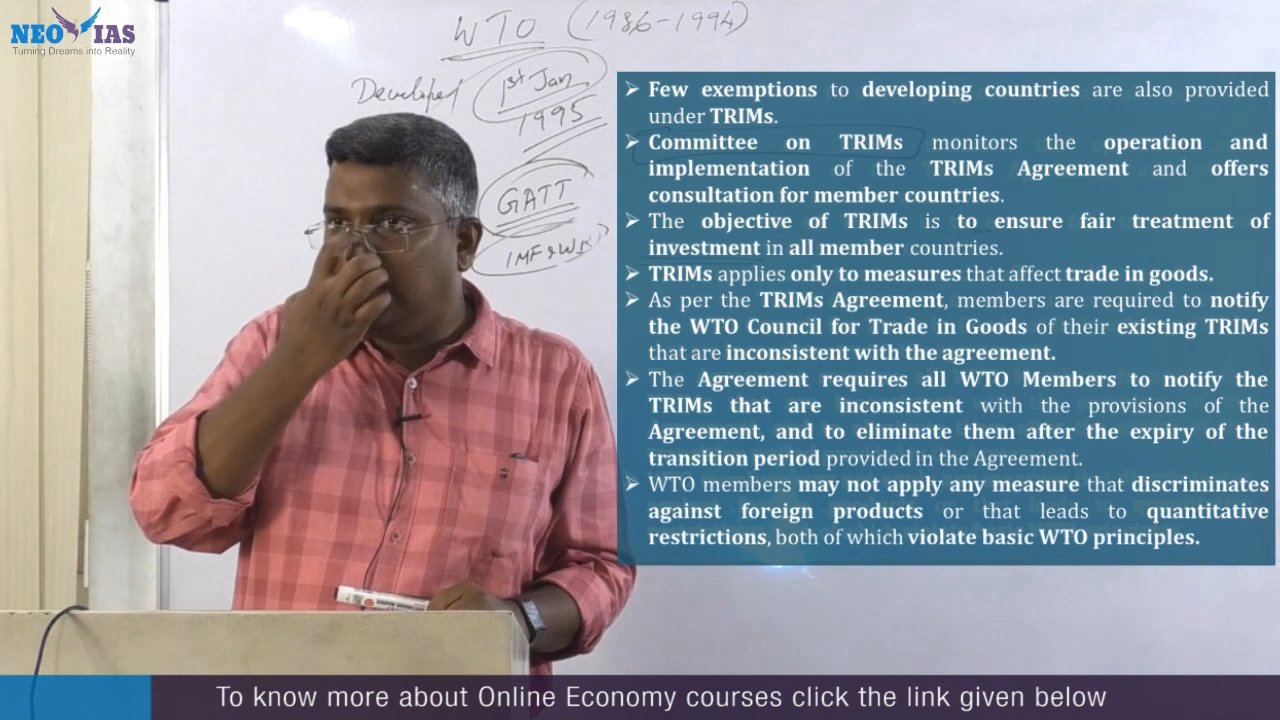 NEO IAS
Turning Dreams into Reality
WTO (1986-1994)
Developed
1st Jan
1995
GATT
IMF & WB
➢ Few exemptions to developing countries are also provided
under TRIMs.
➢ Committee on TRIMs monitors the operation and
implementation of the TRIMs Agreement and offers
consultation for member countries.
➢ The objective of TRIMs is to ensure fair treatment of
investment in all member countries.
➢ TRIMs applies only to measures that affect trade in goods.
➢ As per the TRIMs Agreement, members are required to notify
the WTO Council for Trade in Goods of their existing TRIMs
that are inconsistent with the agreement.
➢ The Agreement requires all WTO Members to notify the
TRIMs that are inconsistent with the provisions of the
Agreement, and to eliminate them after the expiry of the
transition period provided in the Agreement.
➢ WTO members may not apply any measure that discriminates
against foreign products or that leads to quantitative
restrictions, both of which violate basic WTO principles.
To know more about Online Economy courses click the link given below